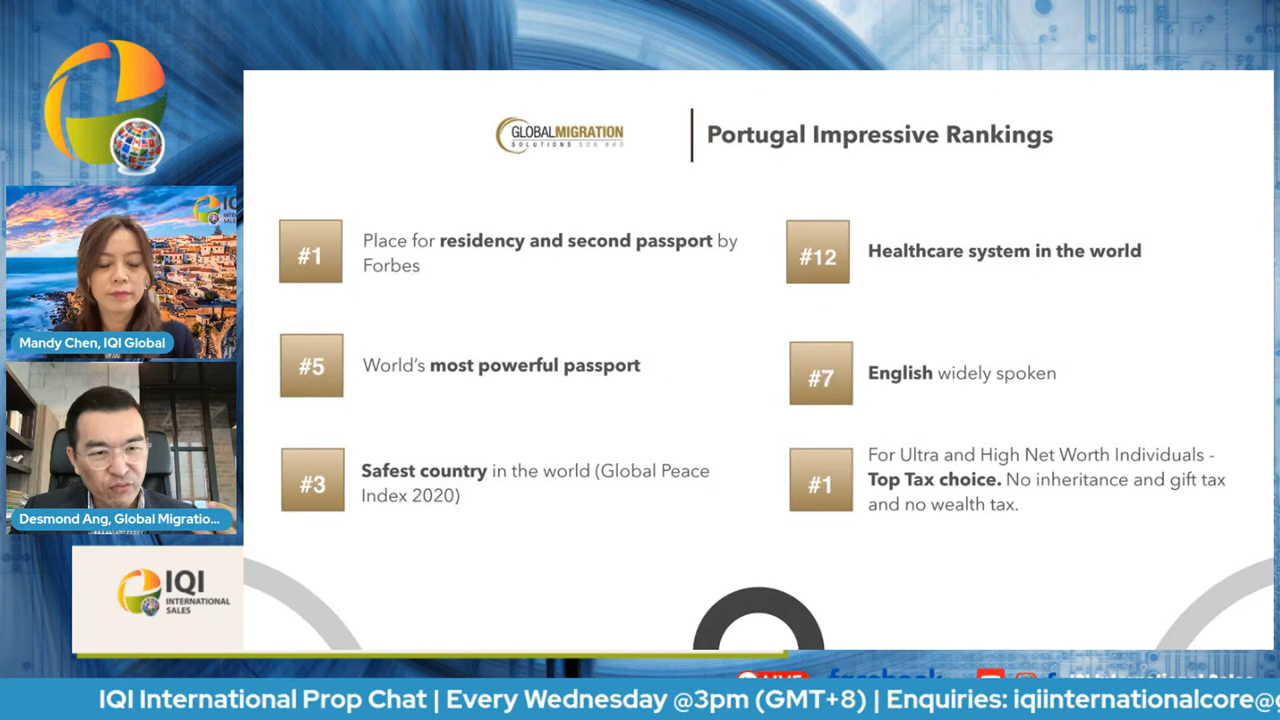 GLOBALMIGRATION
SOLUTIONS SDN BHD
Portugal Impressive Rankings
#1
Place for residency and second passport by
Forbes
#5
World's most powerful passport
#3
Safest country in the world (Global Peace
Index 2020)
#12
Healthcare system in the world
#7
English widely spoken
#1
For Ultra and High Net Worth Individuals -
Top Tax choice. No inheritance and gift tax
and no wealth tax.
Mandy Chen, IQI Global
Desmond Ang, Global Migratio...
IQI
INTERNATIONAL
SALES
LIVE
facebook
IQI International Prop Chat | Every Wednesday @3pm (GMT+8) | Enquiries: iqiinternationalcore@